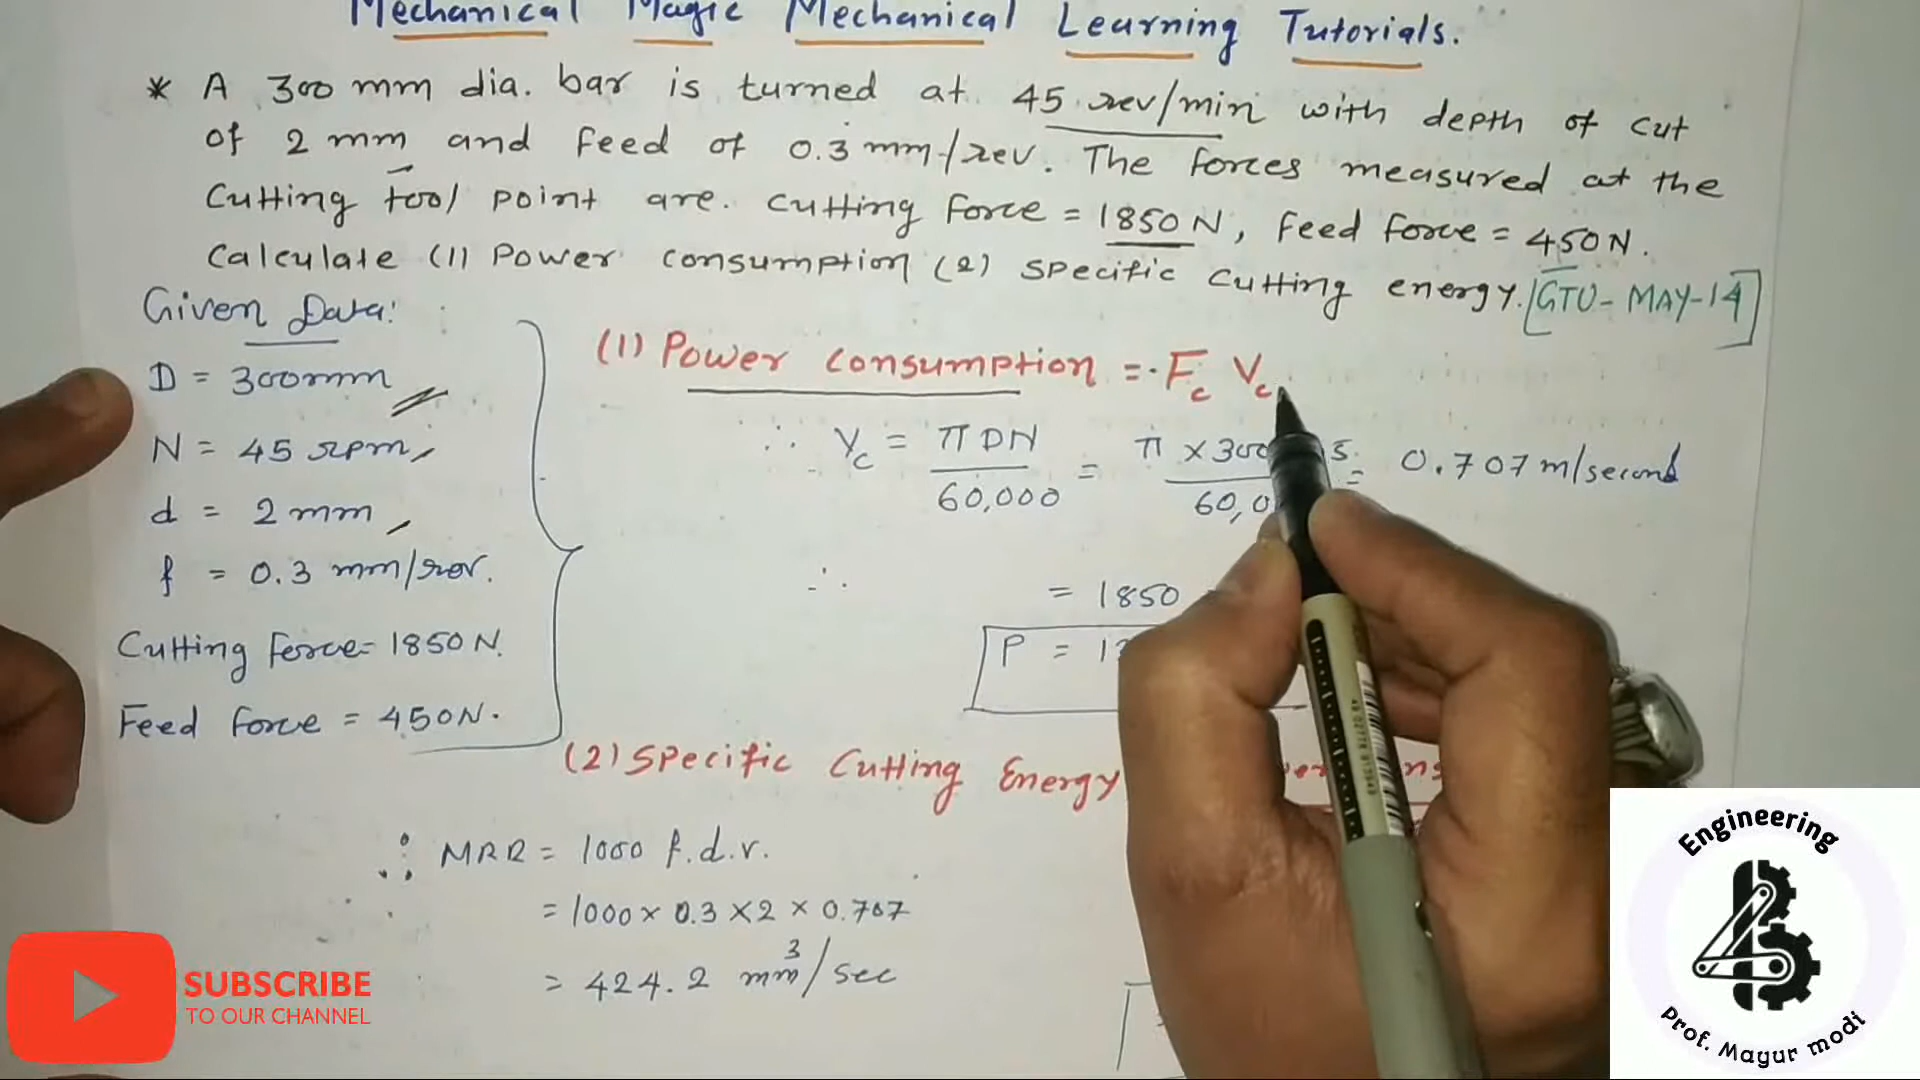 Mechanical Magic Mechanical Learning Tutorials.
* A 300 mm dia. bar is turned at 45 rev/min with depth of cut
of 2 mm and feed of 0.3 mm/rev. The forces measured at the
cutting tool point are. cutting force = 1850 N, feed force = 450 N.
calculate (1) Power consumption (2) specific cutting energy. [GTU-MAY-14]
Given Data:
D = 300mm
N = 45 rpm
d = 2 mm
f = 0.3 mm/rev.
Cutting force = 1850 N.
Feed force = 450N.
(1) Power consumption = Fc Vc
∴ Vc = πDN / 60,000 = π × 300 5 / 60,0 = 0.707 m/second
∴ = 1850
P = 1
(2) Specific Cutting Energy
∴ MRR = 1000 f.d.v.
= 1000 × 0.3 × 2 × 0.707
= 424.2 mm³/sec
SUBSCRIBE
TO OUR CHANNEL
Engineering
Prof. Mayur modi